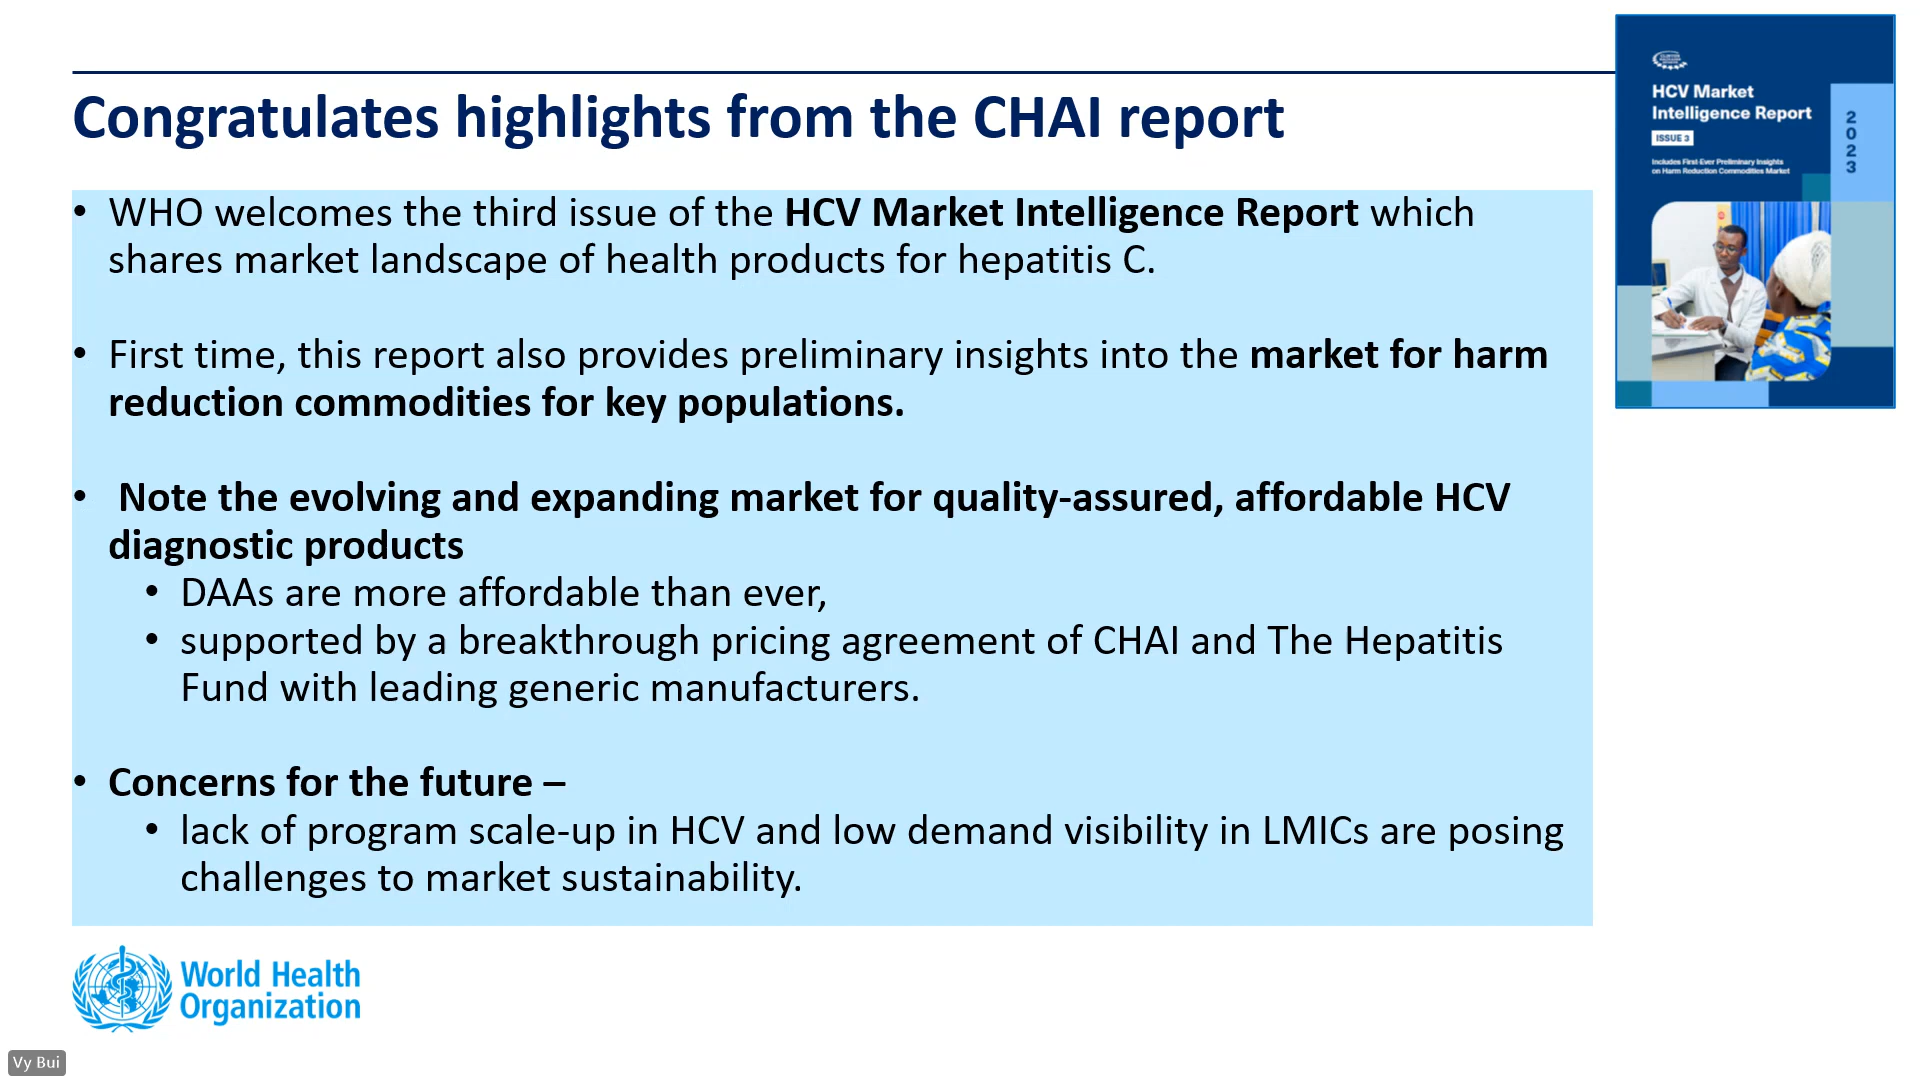 Congratulates highlights from the CHAI report
• WHO welcomes the third issue of the HCV Market Intelligence Report which
shares market landscape of health products for hepatitis C.
• First time, this report also provides preliminary insights into the market for harm
reduction commodities for key populations.
• Note the evolving and expanding market for quality-assured, affordable HCV
diagnostic products
• DAAs are more affordable than ever,
• supported by a breakthrough pricing agreement of CHAI and The Hepatitis
Fund with leading generic manufacturers.
• Concerns for the future –
• lack of program scale-up in HCV and low demand visibility in LMICs are posing
challenges to market sustainability.
HCV Market
Intelligence Report
ISSUE 3
Includes First-Ever Preliminary Insights
on Harm Reduction Commodities Market
2023
World Health
Organization
Vy Bui